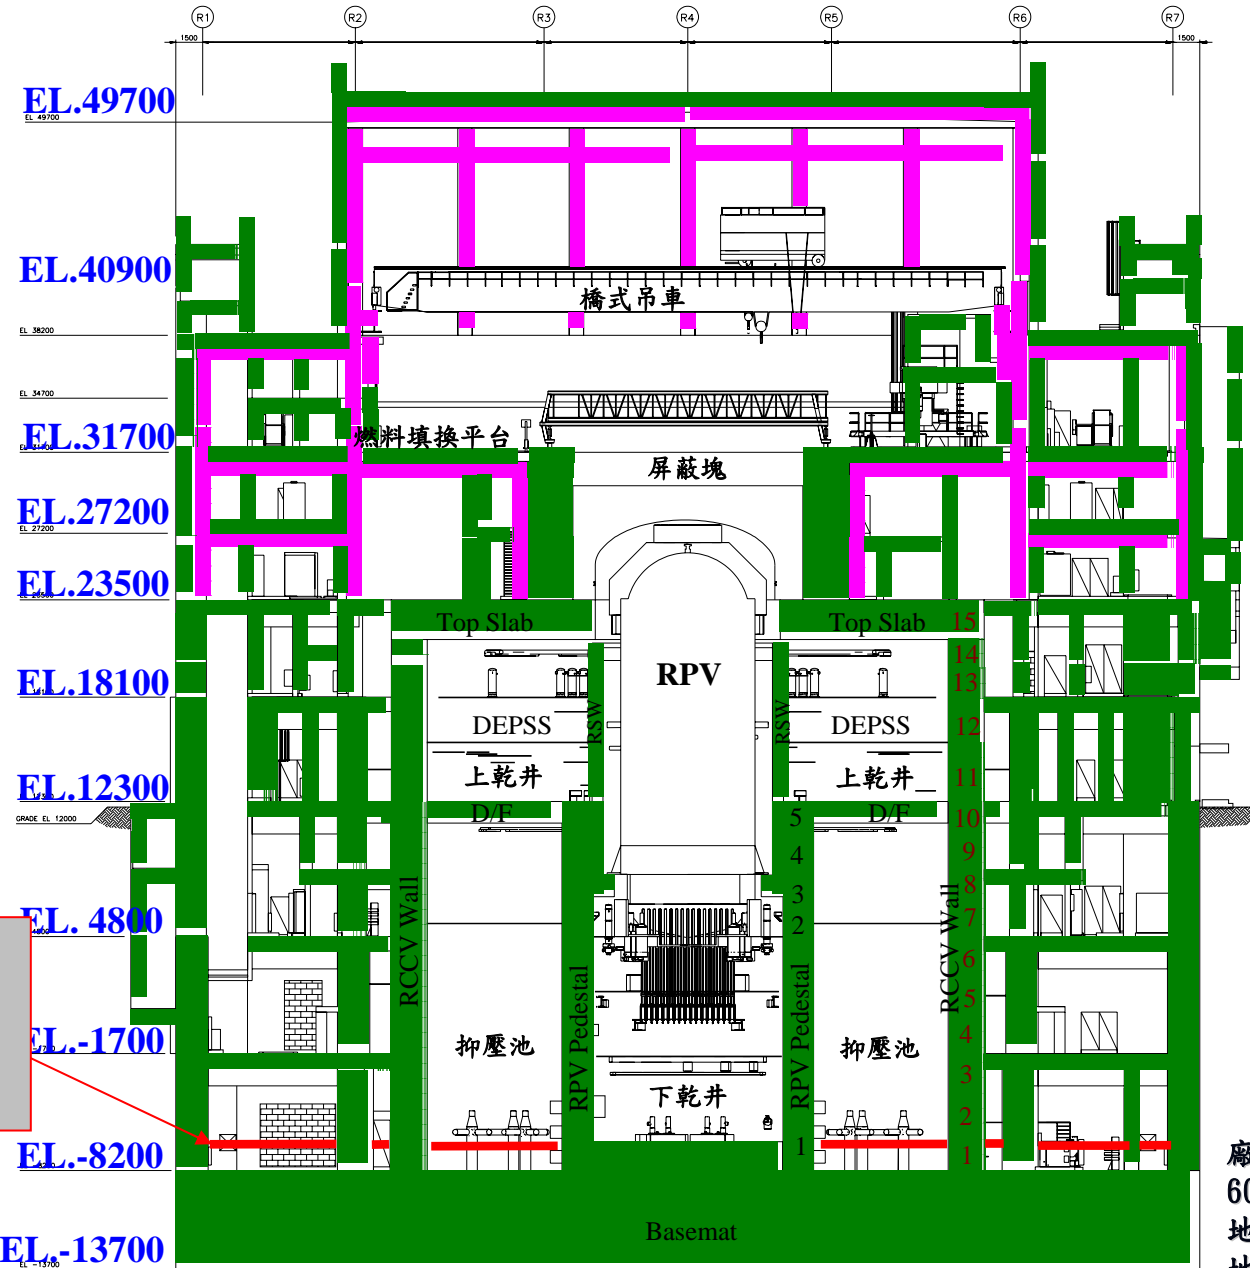 R1 R2 R3 R4 R5 R6 R7
1500 1500
EL.49700
EL 49700
EL.40900
橋式吊車
EL 38200
EL 34700
EL.31700
燃料填換平台
屏蔽塊
EL.27200
EL 27200
EL.23500
Top Slab Top Slab 15
14
RPV
EL.18100 13
DEPSS RSW RSW DEPSS 12
上乾井 上乾井 11
EL.12300
GRADE EL 12000
D/F 5 D/F 10
4 9
3 8
EL. 4800 2 7
RCCV Wall RPV Pedestal RPV Pedestal RCCV Wall
6
5
EL.-1700 抑壓池 抑壓池 4
3
下乾井
2
EL.-8200 1 1
廠
60
地
Basemat
EL.-13700
EL -13700
地